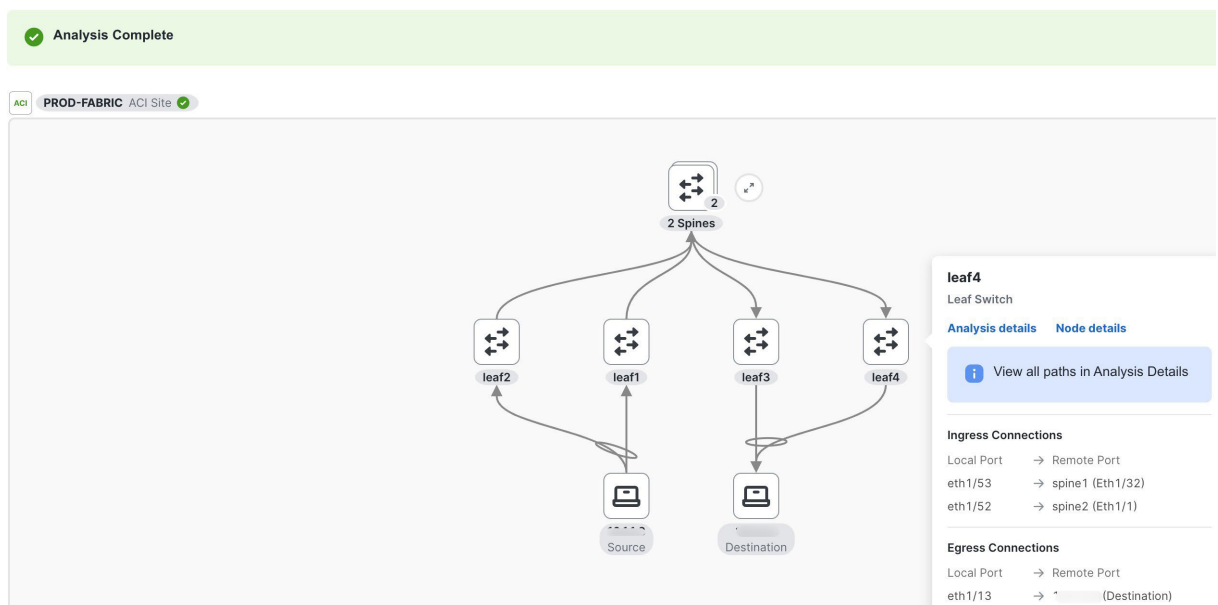 Analysis Complete
ACI PROD-FABRIC ACI Site
2
2 Spines
leaf2
leaf1
leaf3
leaf4
Source
Destination
leaf4
Leaf Switch
Analysis details Node details
View all paths in Analysis Details
Ingress Connections
Local Port → Remote Port
eth1/53 → spine1 (Eth1/32)
eth1/52 → spine2 (Eth1/1)
Egress Connections
Local Port → Remote Port
eth1/13 → (Destination)